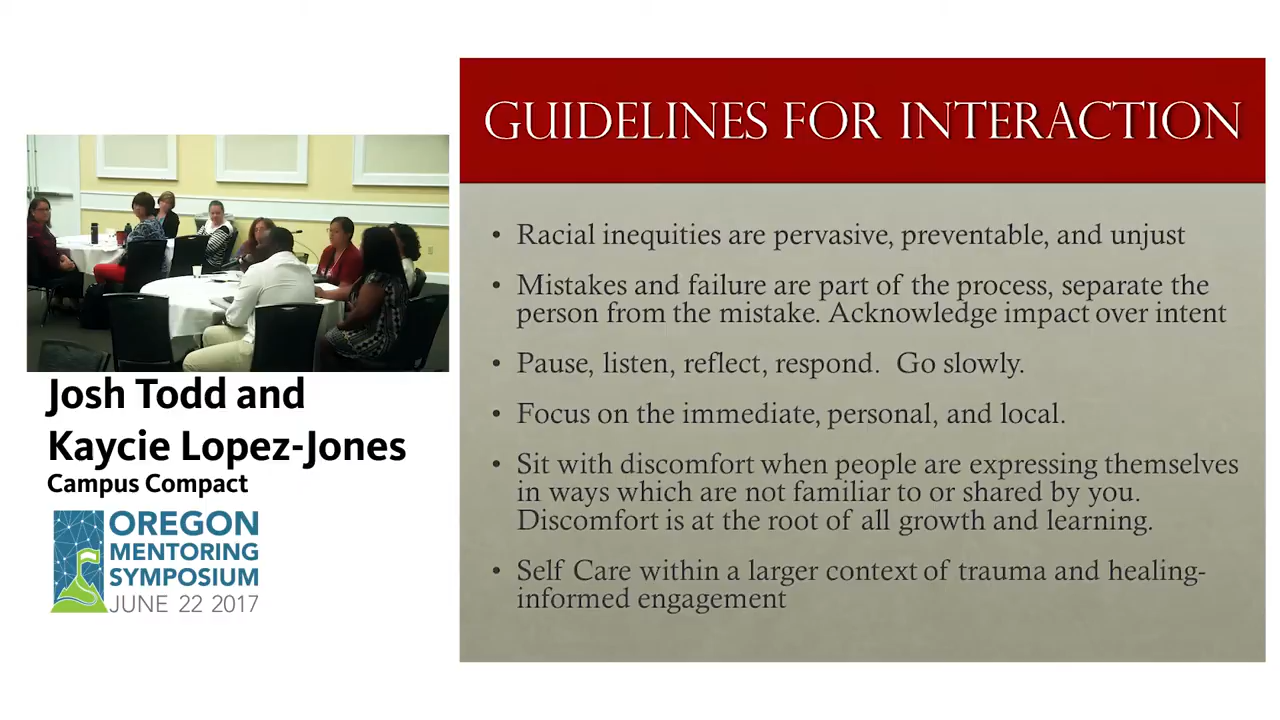 GUIDELINES FOR INTERACTION
• Racial inequities are pervasive, preventable, and unjust
• Mistakes and failure are part of the process, separate the
person from the mistake. Acknowledge impact over intent
• Pause, listen, reflect, respond.  Go slowly.
• Focus on the immediate, personal, and local.
• Sit with discomfort when people are expressing themselves
in ways which are not familiar to or shared by you.
Discomfort is at the root of all growth and learning.
• Self Care within a larger context of trauma and healing-
informed engagement
Josh Todd and
Kaycie Lopez-Jones
Campus Compact
OREGON
MENTORING
SYMPOSIUM
JUNE 22 2017